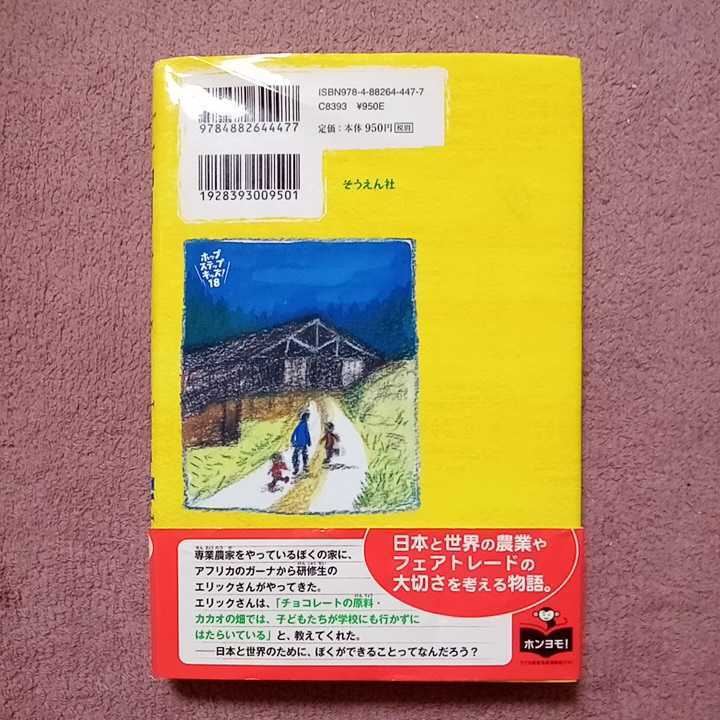 ISBN978-4-88264-447-7
C8393 ¥950E
定価：本体950円 税別
9784882644477
1928393009501
そうえん社
ホップ
ステップ
キッズ！
18
専業農家をやっているぼくの家に、
アフリカのガーナから研修生の
エリックさんがやってきた。
エリックさんは、「チョコレートの原料・
カカオの畑では、子どもたちが学校にも行かずに
はたらいている」と、教えてくれた。
──日本と世界のために、ぼくができることってなんだろう？
日本と世界の農業や
フェアトレードの
大切さを考える物語。
ホンヨモ！